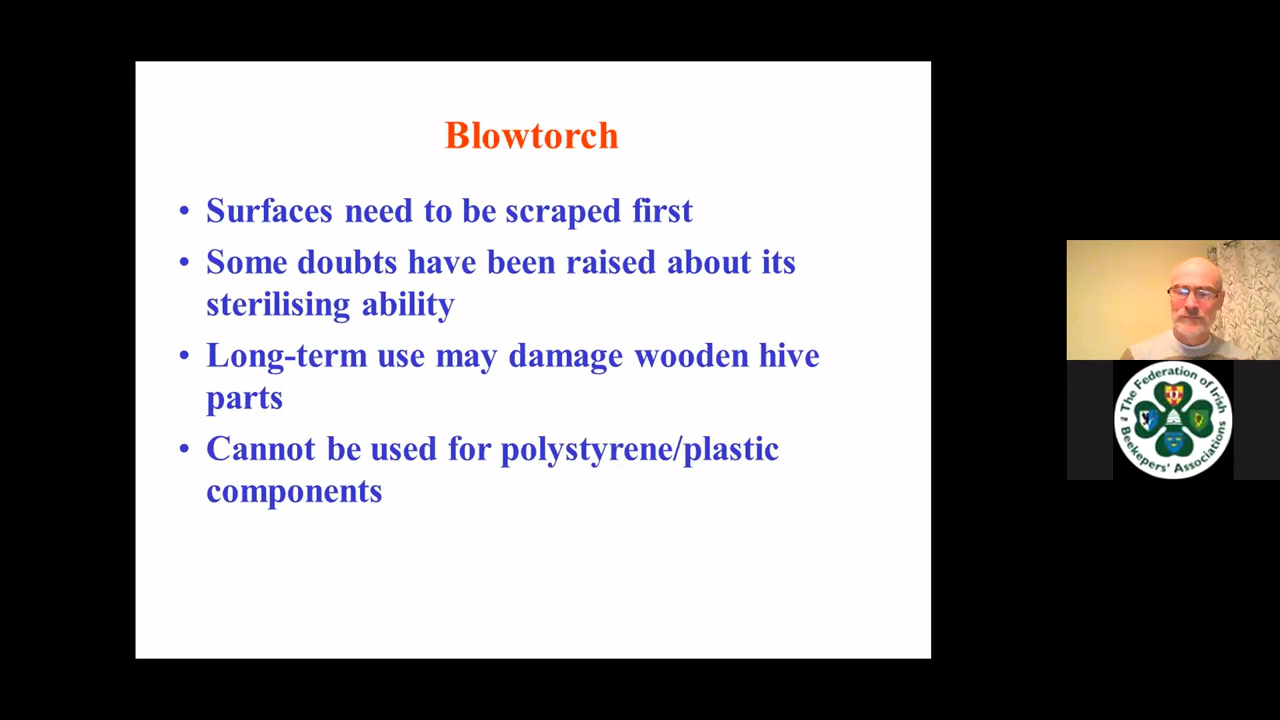 Blowtorch
• Surfaces need to be scraped first
• Some doubts have been raised about its
sterilising ability
• Long-term use may damage wooden hive
parts
• Cannot be used for polystyrene/plastic
components
The Federation of Irish
Beekeepers' Associations